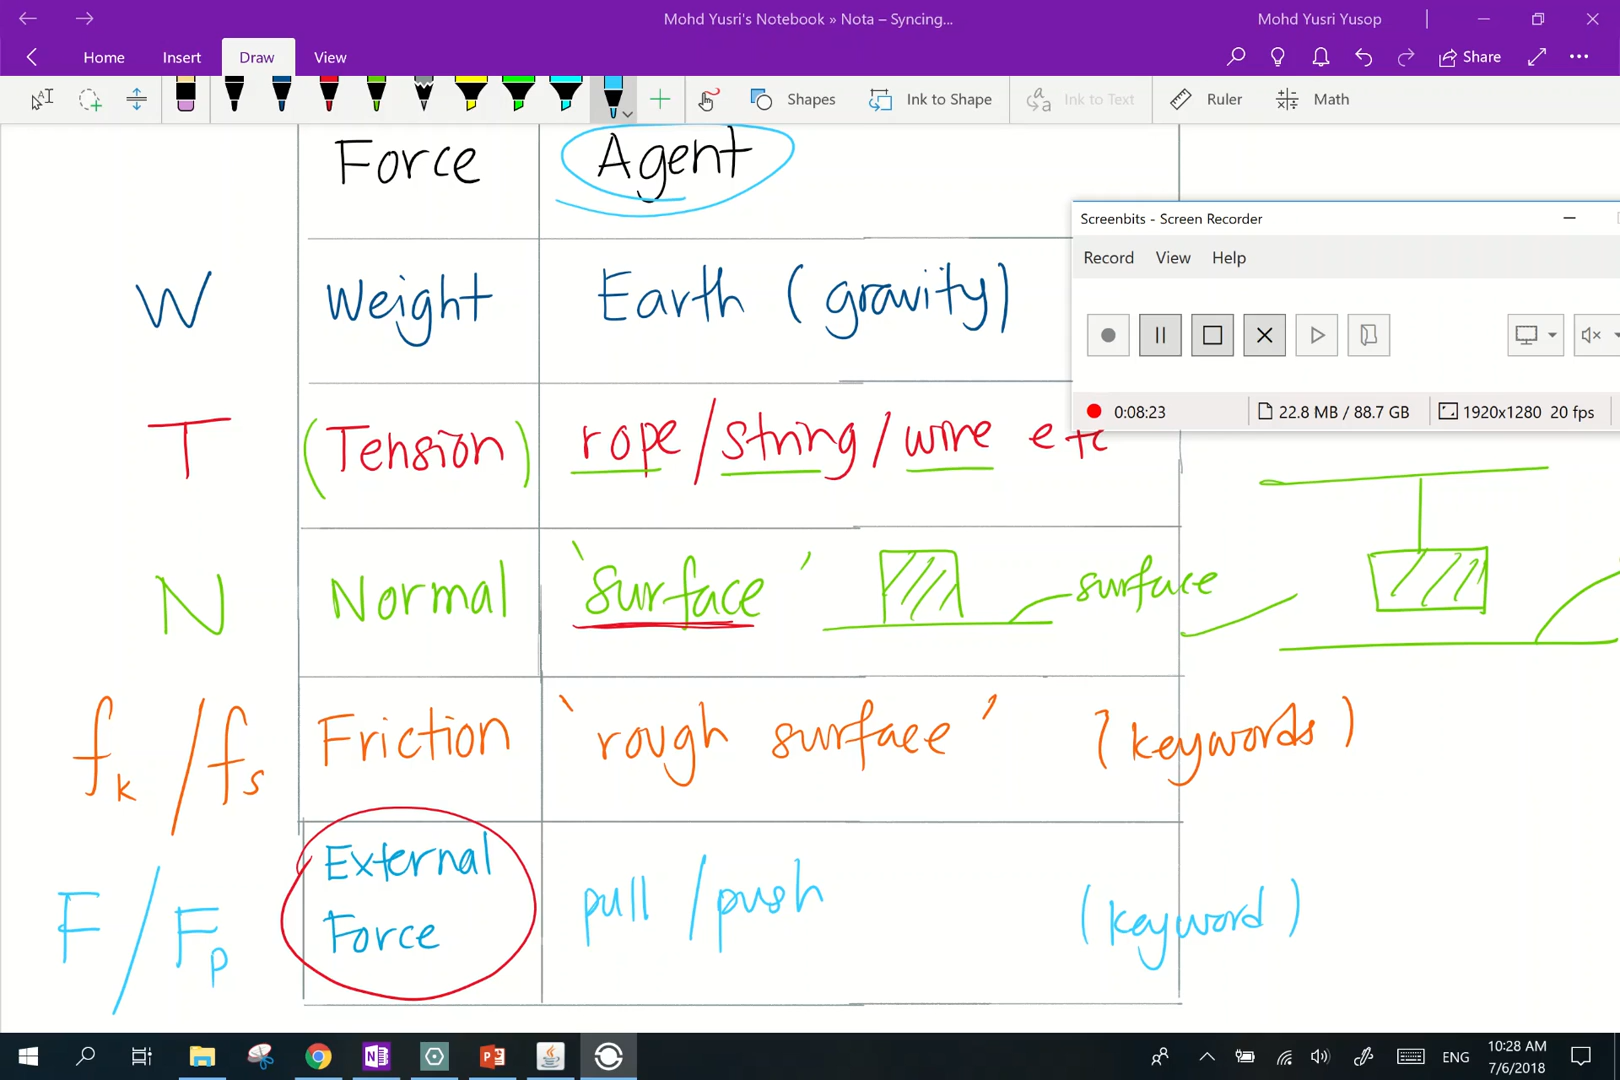 Mohd Yusri's Notebook » Nota – Syncing...
Mohd Yusri Yusop
Home Insert Draw View
Share
Shapes Ink to Shape Ink to Text Ruler Math
Force Agent
Screenbits - Screen Recorder
Record View Help
0:08:23 22.8 MB / 88.7 GB 1920x1280 20 fps
W Weight Earth (gravity)
T (Tension) rope/string/wire etc
N Normal 'surface' surface
fk/fs Friction 'rough surface' (keywords)
F/Fp External Force pull/push (keyword)
ENG
10:28 AM
7/6/2018